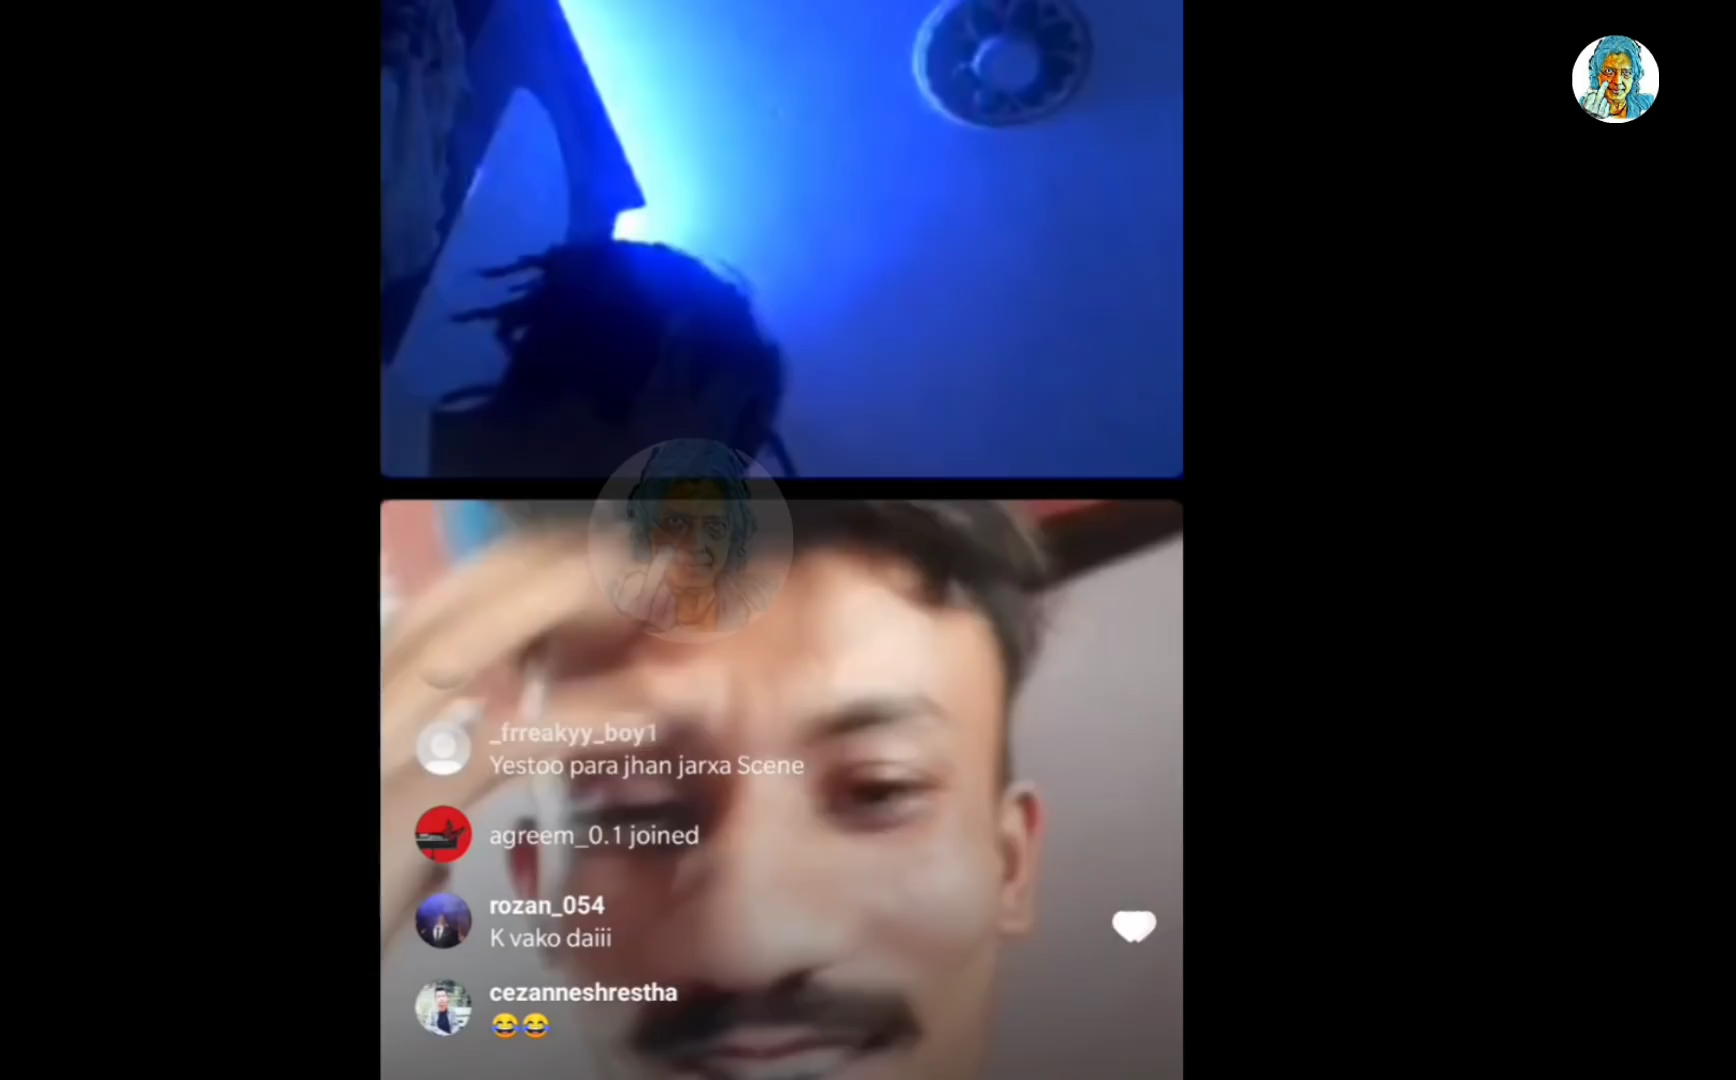 _frreakyy_boy1
Yestoo para jhan jarxa Scene
agreem_0.1 joined
rozan_054
K vako daiii
cezanneshrestha
😂😂